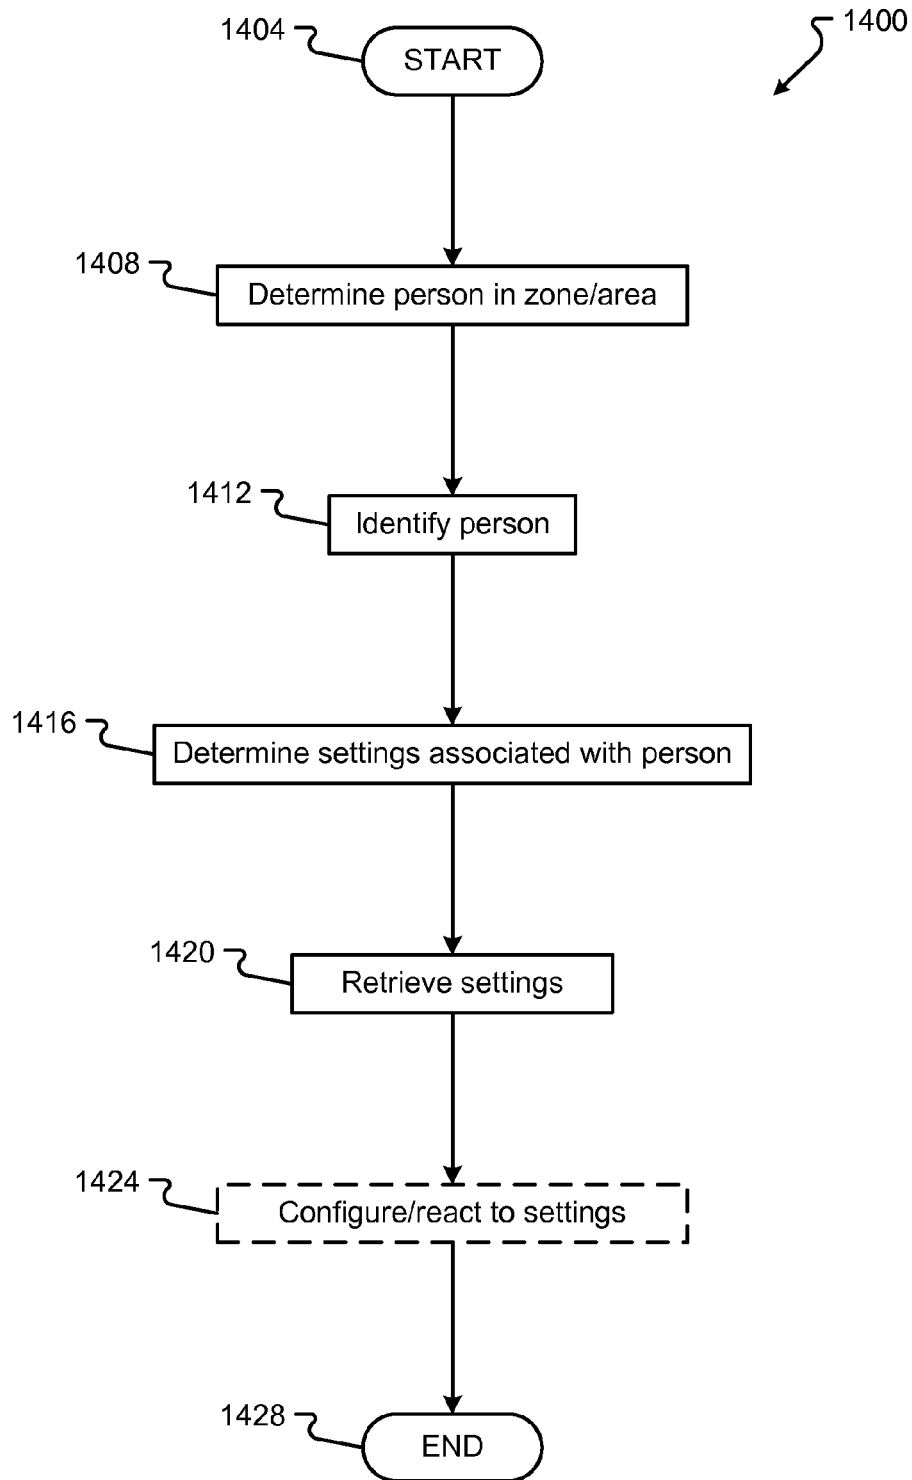 1400
1404
START
1408
Determine person in zone/area
1412
Identify person
1416
Determine settings associated with person
1420
Retrieve settings
1424
Configure/react to settings
1428
END